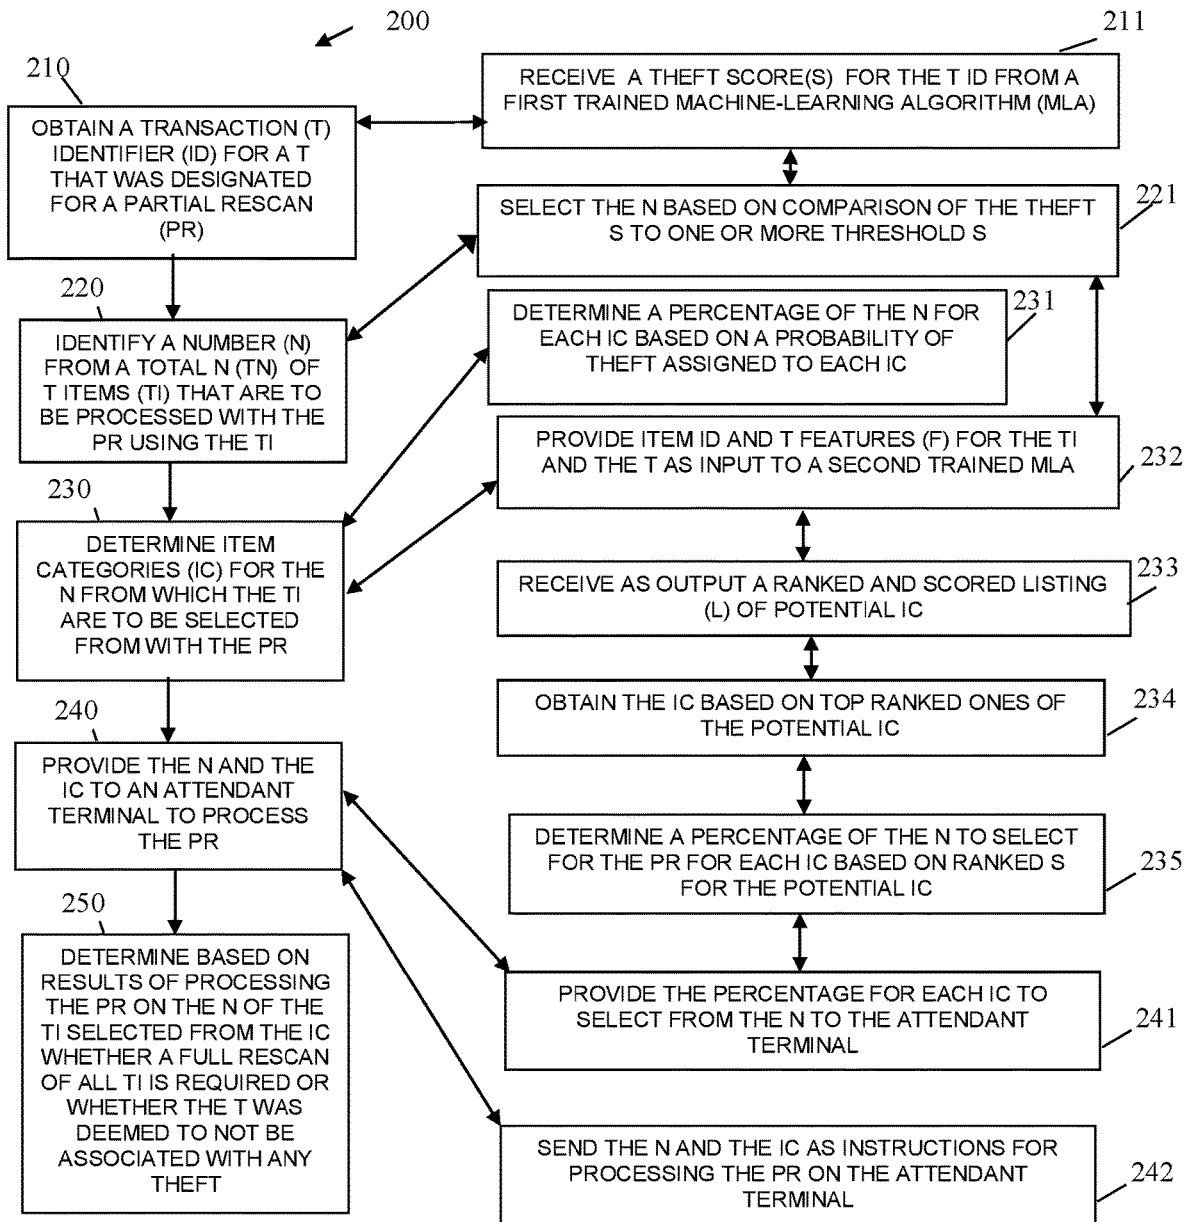 200
210
OBTAIN A TRANSACTION (T)
IDENTIFIER (ID) FOR A T
THAT WAS DESIGNATED
FOR A PARTIAL RESCAN
(PR)
220
IDENTIFY A NUMBER (N)
FROM A TOTAL N (TN) OF
T ITEMS (TI) THAT ARE TO
BE PROCESSED WITH THE
PR USING THE TI
230
DETERMINE ITEM
CATEGORIES (IC) FOR THE
N FROM WHICH THE TI
ARE TO BE SELECTED
FROM WITH THE PR
240
PROVIDE THE N AND THE
IC TO AN ATTENDANT
TERMINAL TO PROCESS
THE PR
250
DETERMINE BASED ON
RESULTS OF PROCESSING
THE PR ON THE N OF THE
TI SELECTED FROM THE IC
WHETHER A FULL RESCAN
OF ALL TI IS REQUIRED OR
WHETHER THE T WAS
DEEMED TO NOT BE
ASSOCIATED WITH ANY
THEFT
211
RECEIVE A THEFT SCORE(S) FOR THE T ID FROM A
FIRST TRAINED MACHINE-LEARNING ALGORITHM (MLA)
221
SELECT THE N BASED ON COMPARISON OF THE THEFT
S TO ONE OR MORE THRESHOLD S
231
DETERMINE A PERCENTAGE OF THE N FOR
EACH IC BASED ON A PROBABILITY OF
THEFT ASSIGNED TO EACH IC
232
PROVIDE ITEM ID AND T FEATURES (F) FOR THE TI
AND THE T AS INPUT TO A SECOND TRAINED MLA
233
RECEIVE AS OUTPUT A RANKED AND SCORED LISTING
(L) OF POTENTIAL IC
234
OBTAIN THE IC BASED ON TOP RANKED ONES OF
THE POTENTIAL IC
235
DETERMINE A PERCENTAGE OF THE N TO SELECT
FOR THE PR FOR EACH IC BASED ON RANKED S
FOR THE POTENTIAL IC
241
PROVIDE THE PERCENTAGE FOR EACH IC TO
SELECT FROM THE N TO THE ATTENDANT
TERMINAL
242
SEND THE N AND THE IC AS INSTRUCTIONS FOR
PROCESSING THE PR ON THE ATTENDANT
TERMINAL